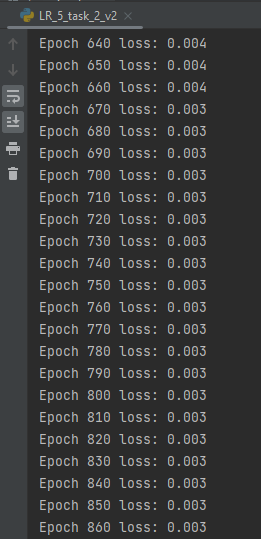 LR_5_task_2_v2
Epoch 640 loss: 0.004
Epoch 650 loss: 0.004
Epoch 660 loss: 0.004
Epoch 670 loss: 0.003
Epoch 680 loss: 0.003
Epoch 690 loss: 0.003
Epoch 700 loss: 0.003
Epoch 710 loss: 0.003
Epoch 720 loss: 0.003
Epoch 730 loss: 0.003
Epoch 740 loss: 0.003
Epoch 750 loss: 0.003
Epoch 760 loss: 0.003
Epoch 770 loss: 0.003
Epoch 780 loss: 0.003
Epoch 790 loss: 0.003
Epoch 800 loss: 0.003
Epoch 810 loss: 0.003
Epoch 820 loss: 0.003
Epoch 830 loss: 0.003
Epoch 840 loss: 0.003
Epoch 850 loss: 0.003
Epoch 860 loss: 0.003